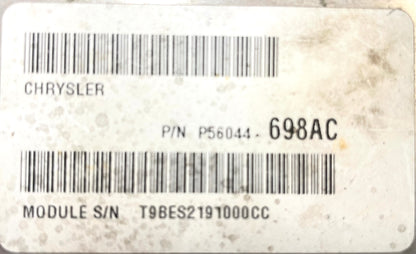 CHRYSLER
P/N P56044- 698AC
MODULE S/N T9BES2191000CC